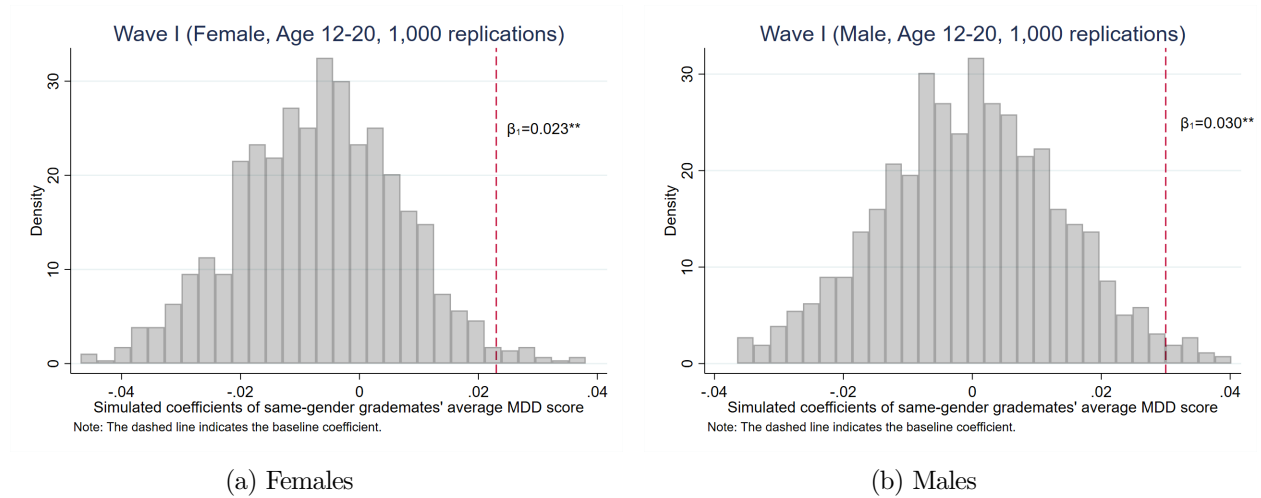 Wave I (Female, Age 12-20, 1,000 replications)
30
20
10
0
Density
β₁=0.023**
-.04 -.02 0 .02 .04
Simulated coefficients of same-gender grademates' average MDD score
Note: The dashed line indicates the baseline coefficient.
(a) Females
Wave I (Male, Age 12-20, 1,000 replications)
30
20
10
0
Density
β₁=0.030**
-.04 -.02 0 .02 .04
Simulated coefficients of same-gender grademates' average MDD score
Note: The dashed line indicates the baseline coefficient.
(b) Males